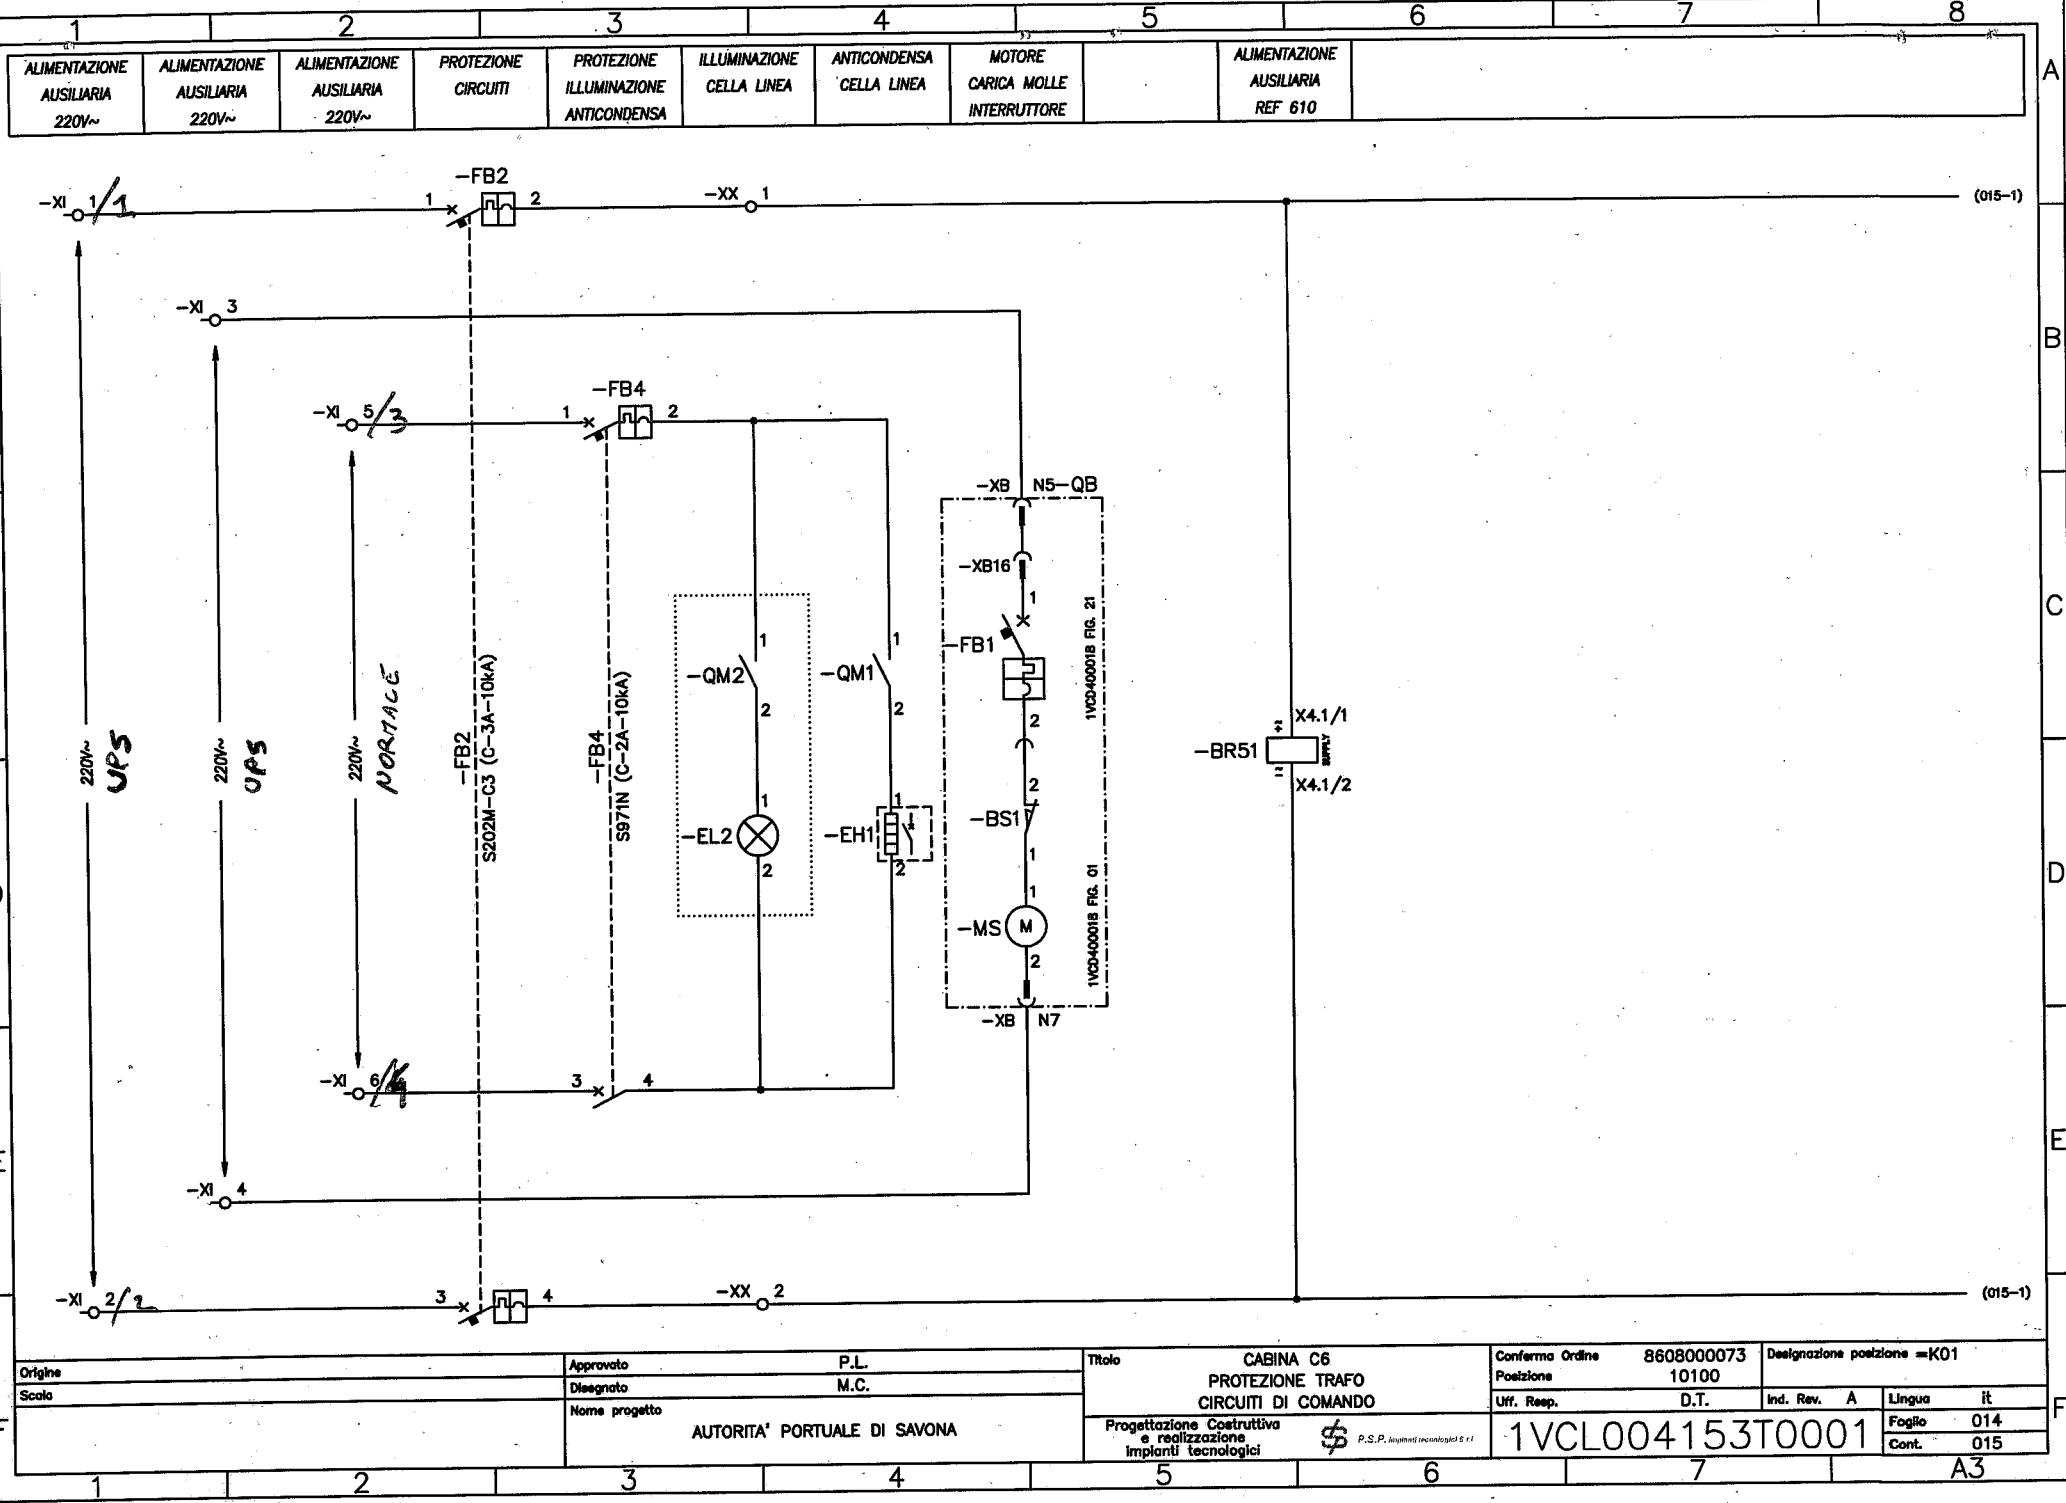 1 2 3 4 5 6 7 8
ALIMENTAZIONE AUSILIARIA 220V~
ALIMENTAZIONE AUSILIARIA 220V~
ALIMENTAZIONE AUSILIARIA 220V~
PROTEZIONE CIRCUITI
PROTEZIONE ILLUMINAZIONE ANTICONDENSA
ILLUMINAZIONE CELLA LINEA
ANTICONDENSA CELLA LINEA
MOTORE CARICA MOLLE INTERRUTTORE
ALIMENTAZIONE AUSILIARIA REF 610
A
-FB2
-XI 1/1
1 2
-XX 1
(015-1)
-XI 3
B
-FB4
-XI 5/3
1 2
-XB N5-QB
-XB16
1
C
-FB1
1VCD400018 FIG. 21
1 1
-QM2 -QM1
2 2 2
220V~ UPS
220V~ UPS
220V~ NORMALE
-FB2
S202M-C3 (C-3A-10kA)
-FB4
S971N (C-2A-10kA)
+ ~ X4.1/1
-BR51 SUPPLY
- ~ X4.1/2
1 1 2
-EL2 -EH1 -BS1
2 2 1
D
1
1VCD400018 FIG. 01
-MS M
2
-XB N7
-XI 6/4
3 4
E
-XI 4
-XI 2/2
3 4
-XX 2
(015-1)
Origine
Scala
Approvato P.L.
Disegnato M.C.
Nome progetto
AUTORITA' PORTUALE DI SAVONA
Titolo CABINA C6
PROTEZIONE TRAFO
CIRCUITI DI COMANDO
Progettazione Costruttiva
e realizzazione
impianti tecnologici
P.S.P. Impianti tecnologici S r.l
Conferma Ordine 8608000073
Posizione 10100
Designazione posizione =K01
Uff. Resp. D.T.
Ind. Rev. A
Lingua it
1VCL004153T0001
Foglio 014
Cont. 015
F
1 2 3 4 5 6 7 A3